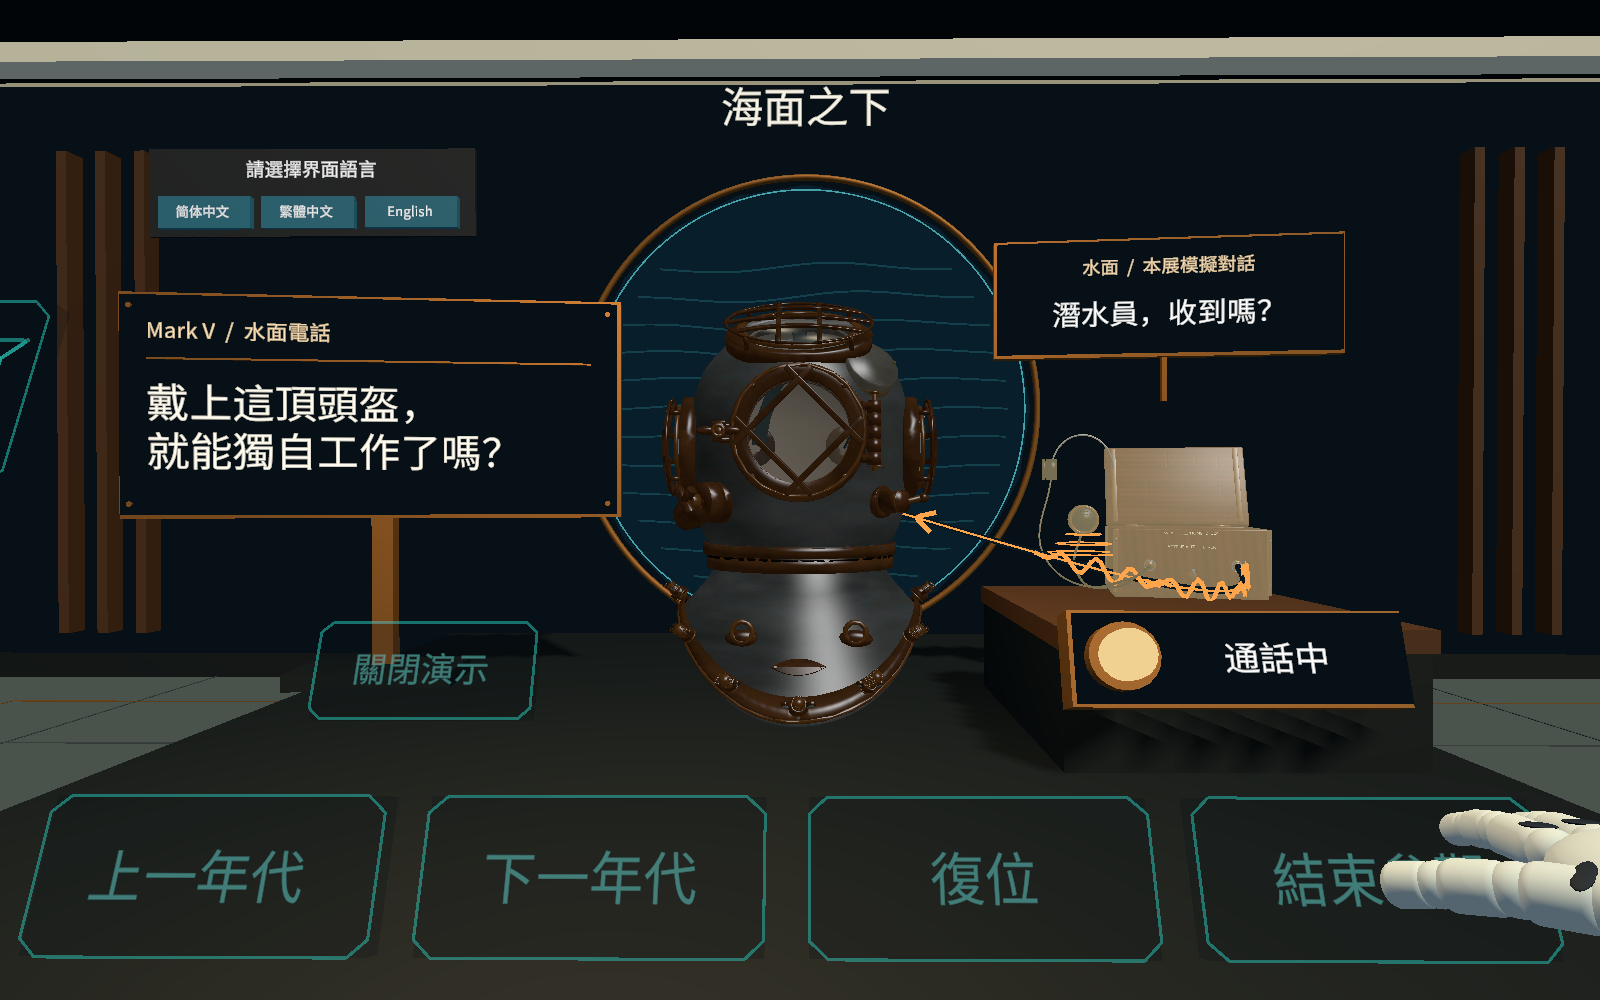 海面之下
請選擇界面語言
简体中文
繁體中文
English
Mark V / 水面電話
戴上這頂頭盔，
就能獨自工作了嗎？
水面 / 本展模擬對話
潛水員，收到嗎？
通話中
關閉演示
上一年代
下一年代
復位
結束